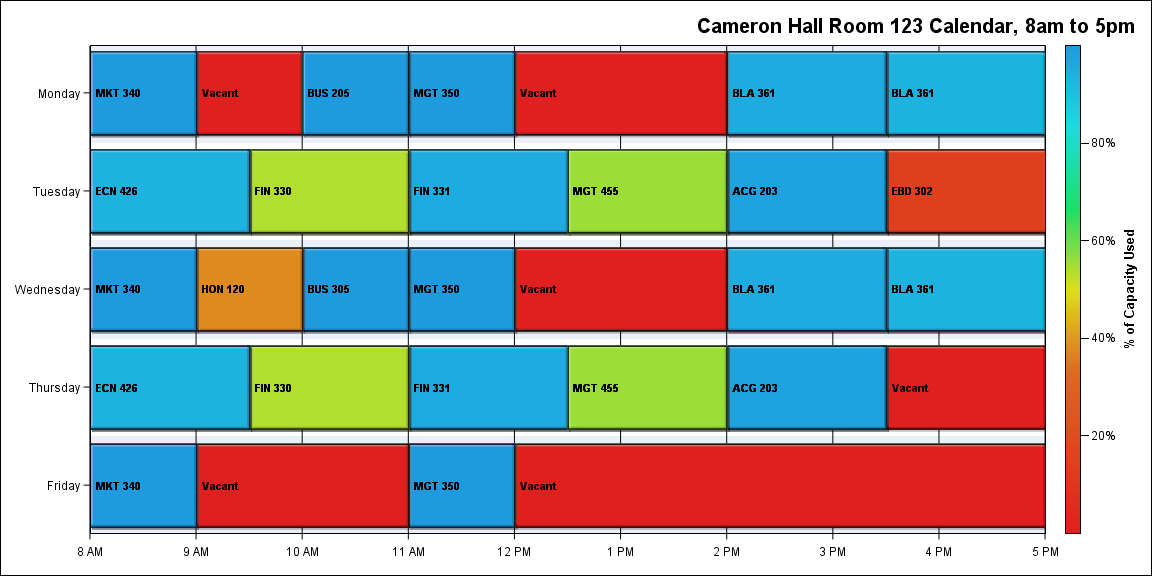 Cameron Hall Room 123 Calendar, 8am to 5pm
Monday
MKT 340
Vacant
BUS 205
MGT 350
Vacant
BLA 361
BLA 361
Tuesday
ECN 426
FIN 330
FIN 331
MGT 455
ACG 203
EBD 302
Wednesday
MKT 340
HON 120
BUS 305
MGT 350
Vacant
BLA 361
BLA 361
Thursday
ECN 426
FIN 330
FIN 331
MGT 455
ACG 203
Vacant
Friday
MKT 340
Vacant
MGT 350
Vacant
8 AM
9 AM
10 AM
11 AM
12 PM
1 PM
2 PM
3 PM
4 PM
5 PM
80%
60%
40%
20%
% of Capacity Used